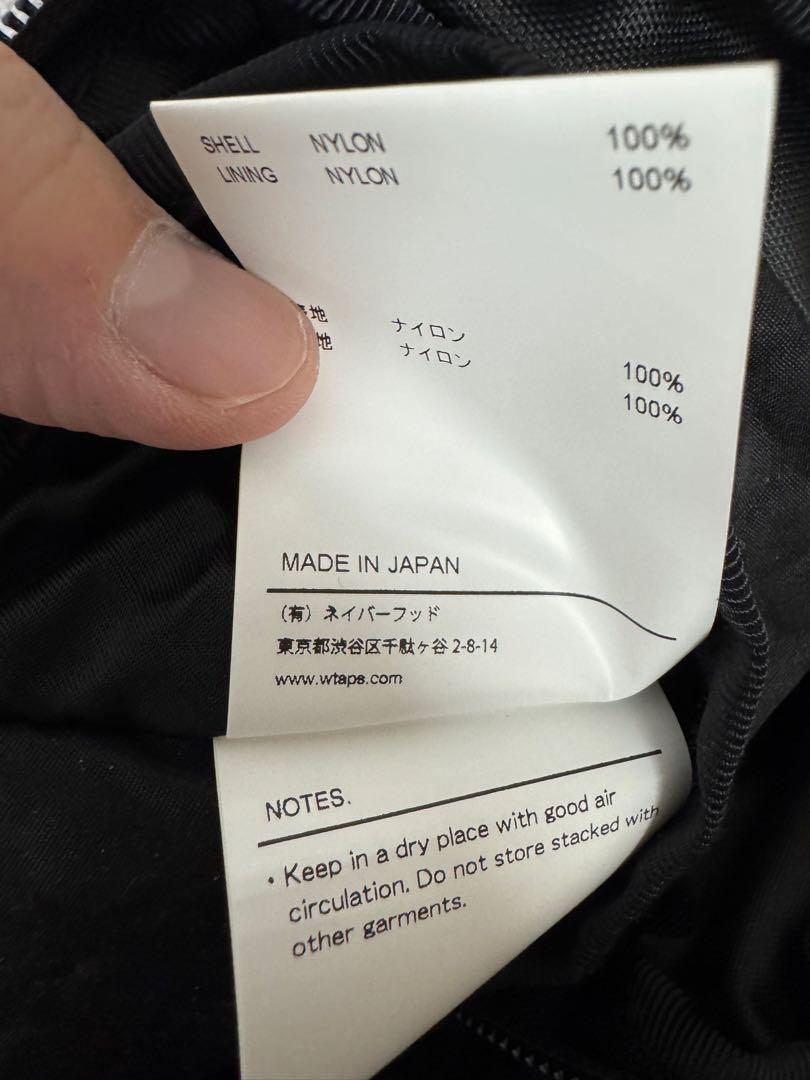 SHELL NYLON 100%
LINING NYLON 100%
地 ナイロン 100%
地 ナイロン 100%
MADE IN JAPAN
(有) ネイバーフッド
東京都渋谷区千駄ヶ谷 2-8-14
www.wtaps.com
NOTES.
・Keep in a dry place with good air
circulation. Do not store stacked with
other garments.